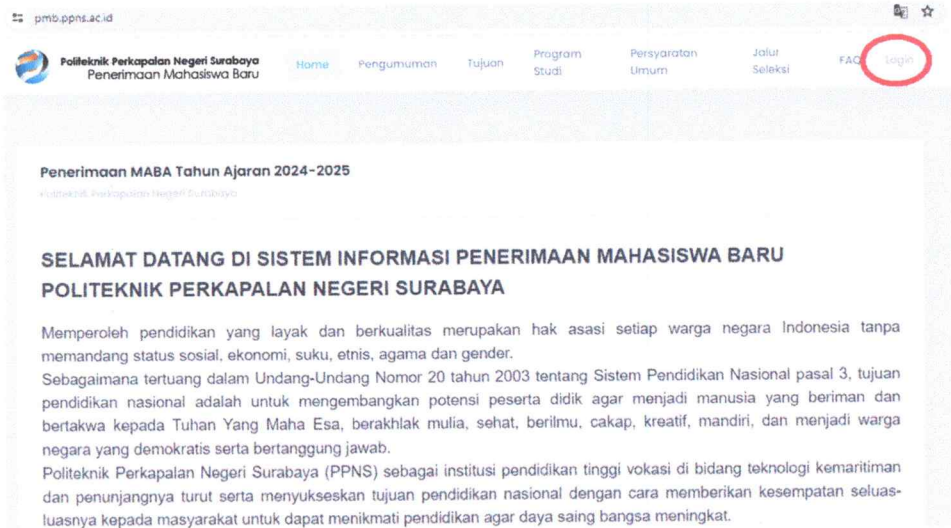 pmb.ppns.ac.id
Politeknik Perkapalan Negeri Surabaya
Penerimaan Mahasiswa Baru
Home
Pengumuman
Tujuan
Program
Studi
Persyaratan
Umum
Jalur
Seleksi
FAQ
Login
Penerimaan MABA Tahun Ajaran 2024-2025
Politeknik Perkapalan Negeri Surabaya
SELAMAT DATANG DI SISTEM INFORMASI PENERIMAAN MAHASISWA BARU
POLITEKNIK PERKAPALAN NEGERI SURABAYA
Memperoleh pendidikan yang layak dan berkualitas merupakan hak asasi setiap warga negara Indonesia tanpa
memandang status sosial, ekonomi, suku, etnis, agama dan gender.
Sebagaimana tertuang dalam Undang-Undang Nomor 20 tahun 2003 tentang Sistem Pendidikan Nasional pasal 3, tujuan
pendidikan nasional adalah untuk mengembangkan potensi peserta didik agar menjadi manusia yang beriman dan
bertakwa kepada Tuhan Yang Maha Esa, berakhlak mulia, sehat, berilmu, cakap, kreatif, mandiri, dan menjadi warga
negara yang demokratis serta bertanggung jawab.
Politeknik Perkapalan Negeri Surabaya (PPNS) sebagai institusi pendidikan tinggi vokasi di bidang teknologi kemaritiman
dan penunjangnya turut serta menyukseskan tujuan pendidikan nasional dengan cara memberikan kesempatan seluas-
luasnya kepada masyarakat untuk dapat menikmati pendidikan agar daya saing bangsa meningkat.